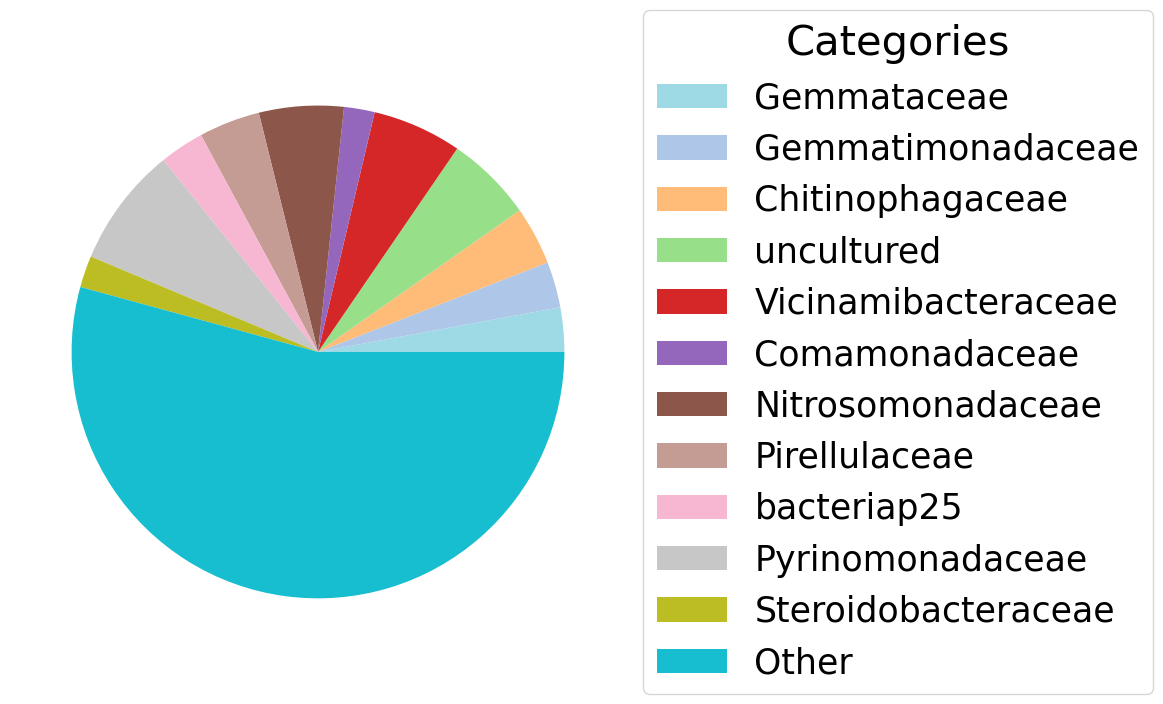 Categories
Gemmataceae
Gemmatimonadaceae
Chitinophagaceae
uncultured
Vicinamibacteraceae
Comamonadaceae
Nitrosomonadaceae
Pirellulaceae
bacteriap25
Pyrinomonadaceae
Steroidobacteraceae
Other